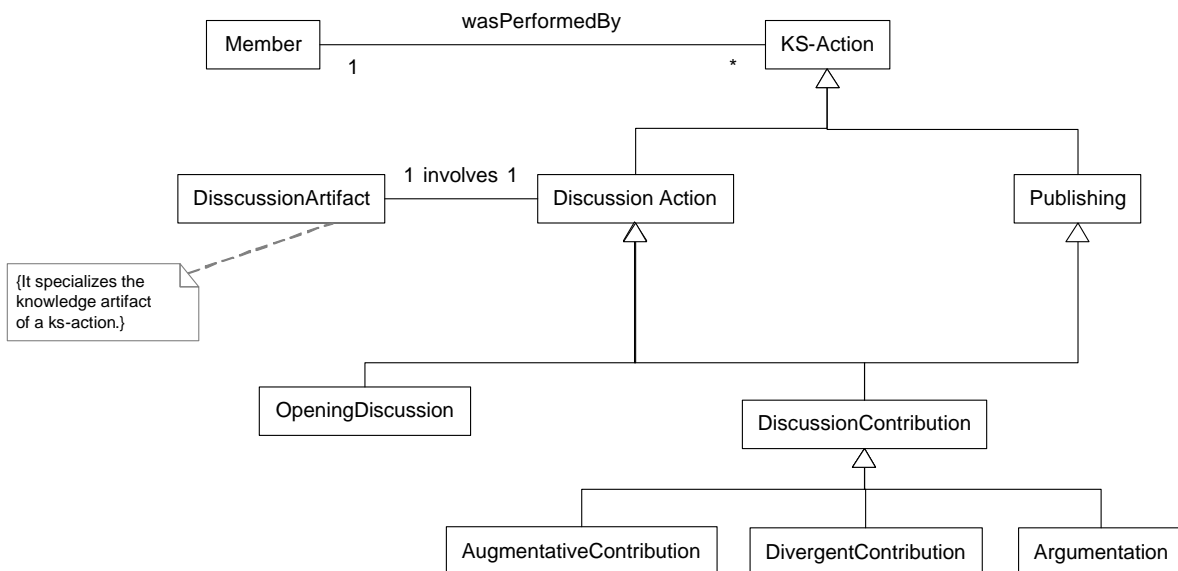 wasPerformedBy
Member
KS-Action
1
*
1 involves 1
DisscussionArtifact
Discussion Action
Publishing
{It specializes the
knowledge artifact
of a ks-action.}
OpeningDiscussion
DiscussionContribution
AugmentativeContribution
DivergentContribution
Argumentation